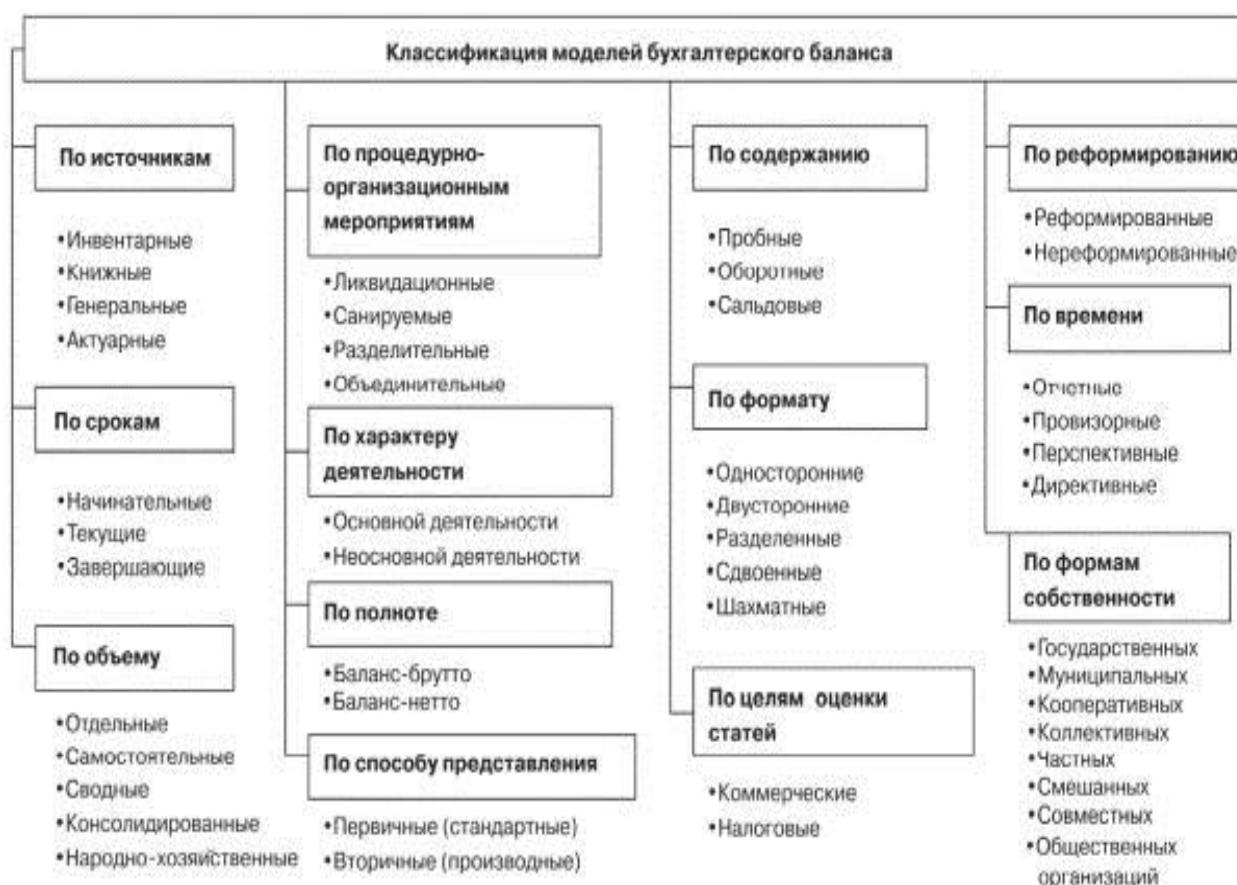 Классификация моделей бухгалтерского баланса
По источникам
•Инвентарные
•Книжные
•Генеральные
•Актуарные
По срокам
•Начинательные
•Текущие
•Завершающие
По объему
•Отдельные
•Самостоятельные
•Сводные
•Консолидированные
•Народно-хозяйственные
По процедурно-
организационным
мероприятиям
•Ликвидационные
•Санируемые
•Разделительные
•Объединительные
По характеру
деятельности
•Основной деятельности
•Неосновной деятельности
По полноте
•Баланс-брутто
•Баланс-нетто
По способу представления
•Первичные (стандартные)
•Вторичные (производные)
По содержанию
•Пробные
•Оборотные
•Сальдовые
По формату
•Односторонние
•Двусторонние
•Разделенные
•Сдвоенные
•Шахматные
По целям оценки
статей
•Коммерческие
•Налоговые
По реформированию
•Реформированные
•Нереформированные
По времени
•Отчетные
•Провизорные
•Перспективные
•Директивные
По формам
собственности
•Государственных
•Муниципальных
•Кооперативных
•Коллективных
•Частных
•Смешанных
•Совместных
•Общественных
организаций